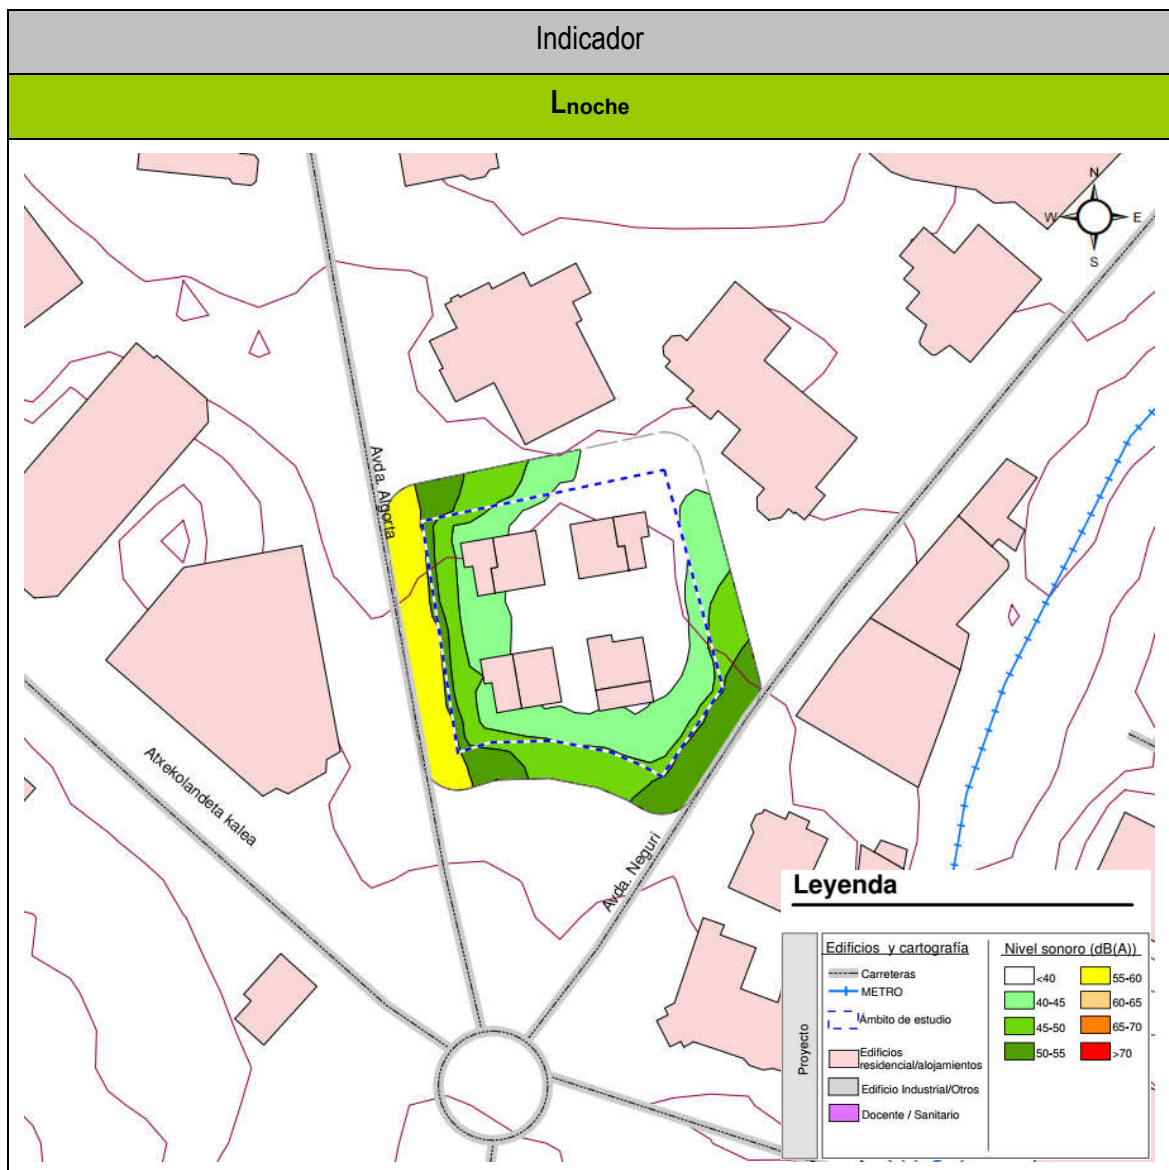 Indicador
Lnoche
N
W
E
S
Avda. Algorta
Atxekolandeta kalea
Avda. Neguri
Leyenda
Proyecto
Edificios y cartografía
Carreteras
METRO
Ámbito de estudio
Edificios
residencial/alojamientos
Edificio Industrial/Otros
Docente / Sanitario
Nivel sonoro (dB(A))
<40
55-60
40-45
60-65
45-50
65-70
50-55
>70